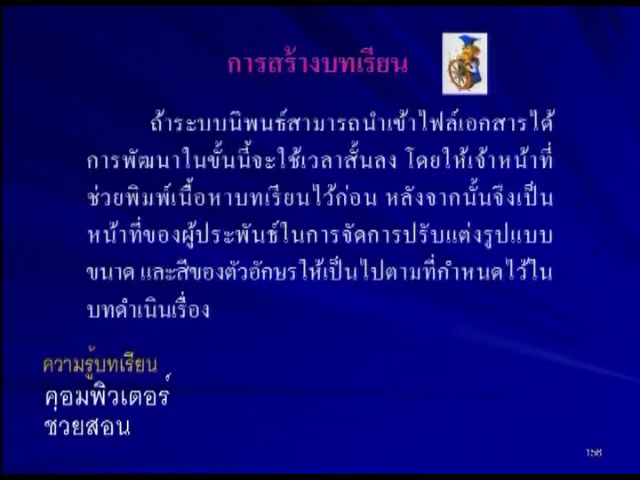 การสร้างบทเรียน
ถ้าระบบนิพนธ์สามารถนำเข้าไฟล์เอกสารได้
การพัฒนาในขั้นนี้จะใช้เวลาสั้นลง โดยให้เจ้าหน้าที่
ช่วยพิมพ์เนื้อหาบทเรียนไว้ก่อน หลังจากนั้นจึงเป็น
หน้าที่ของผู้ประพันธ์ในการจัดการปรับแต่งรูปแบบ
ขนาด และสีของตัวอักษรให้เป็นไปตามที่กำหนดไว้ใน
บทดำเนินเรื่อง
ความรู้บทเรียน
คอมพิวเตอร์
ช่วยสอน
158